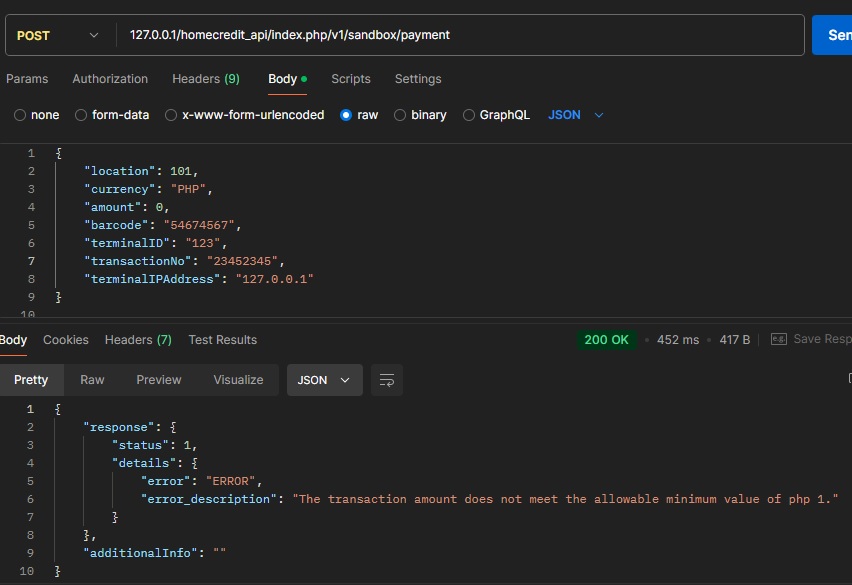 POST 127.0.0.1/homecredit_api/index.php/v1/sandbox/payment
Params Authorization Headers (9) Body Scripts Settings
none form-data x-www-form-urlencoded raw binary GraphQL JSON
1 {
2 "location": 101,
3 "currency": "PHP",
4 "amount": 0,
5 "barcode": "54674567",
6 "terminalID": "123",
7 "transactionNo": "23452345",
8 "terminalIPAddress": "127.0.0.1"
9 }
10
Body Cookies Headers (7) Test Results 200 OK • 452 ms • 417 B Save
Pretty Raw Preview Visualize JSON
1 {
2 "response": {
3 "status": 1,
4 "details": {
5 "error": "ERROR",
6 "error_description": "The transaction amount does not meet the allowable minimum value of php 1."
7 }
8 },
9 "additionalInfo": ""
10 }